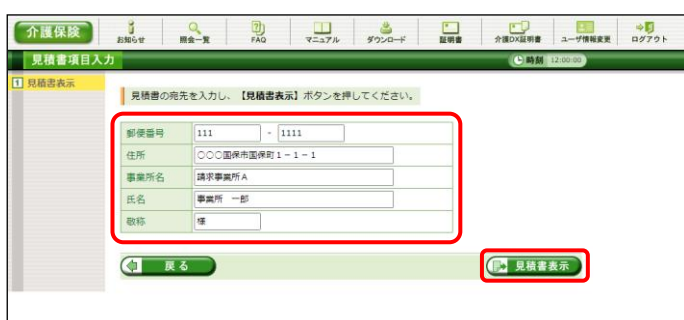 介護保険
お知らせ 照会一覧 FAQ マニュアル ダウンロード 証明書 介護DX証明書 ユーザ情報変更 ログアウト
見積書項目入力 時刻 12:00:00
1 見積書表示
見積書の宛先を入力し、【見積書表示】ボタンを押してください。
郵便番号 111 - 1111
住所 〇〇〇国保市国保町1-1-1
事業所名 請求事業所A
氏名 事業所 一郎
敬称 様
戻る 見積書表示